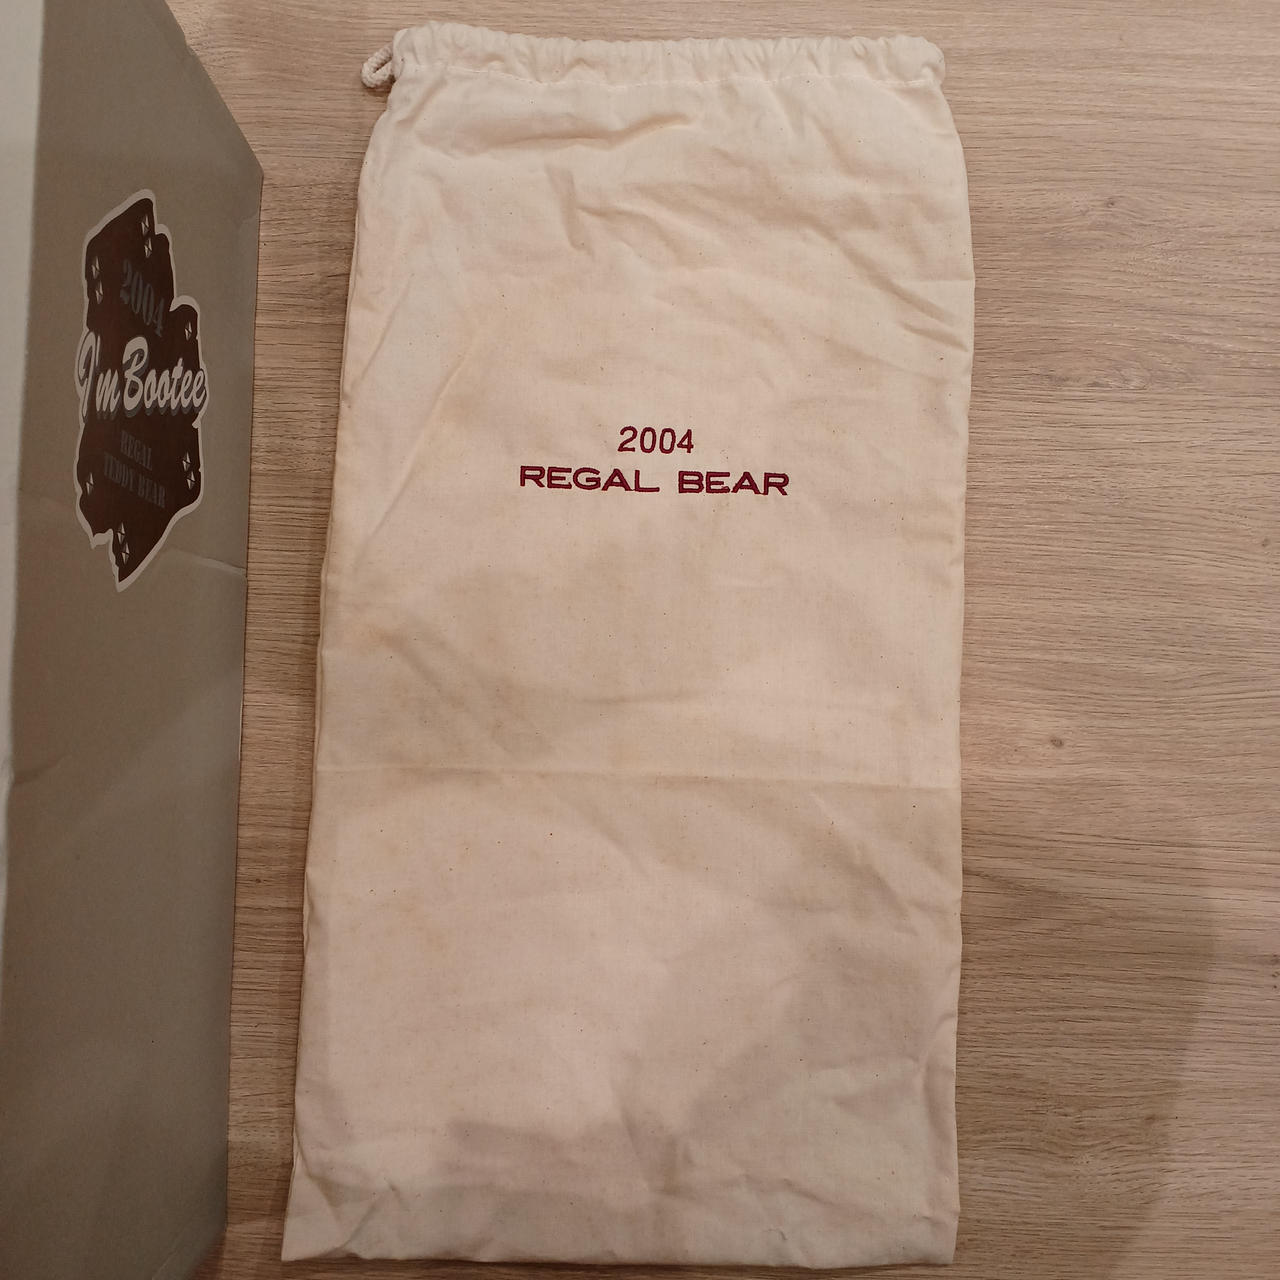 2004
I'm Bootee
REGAL
TEDDY BEAR
2004
REGAL BEAR